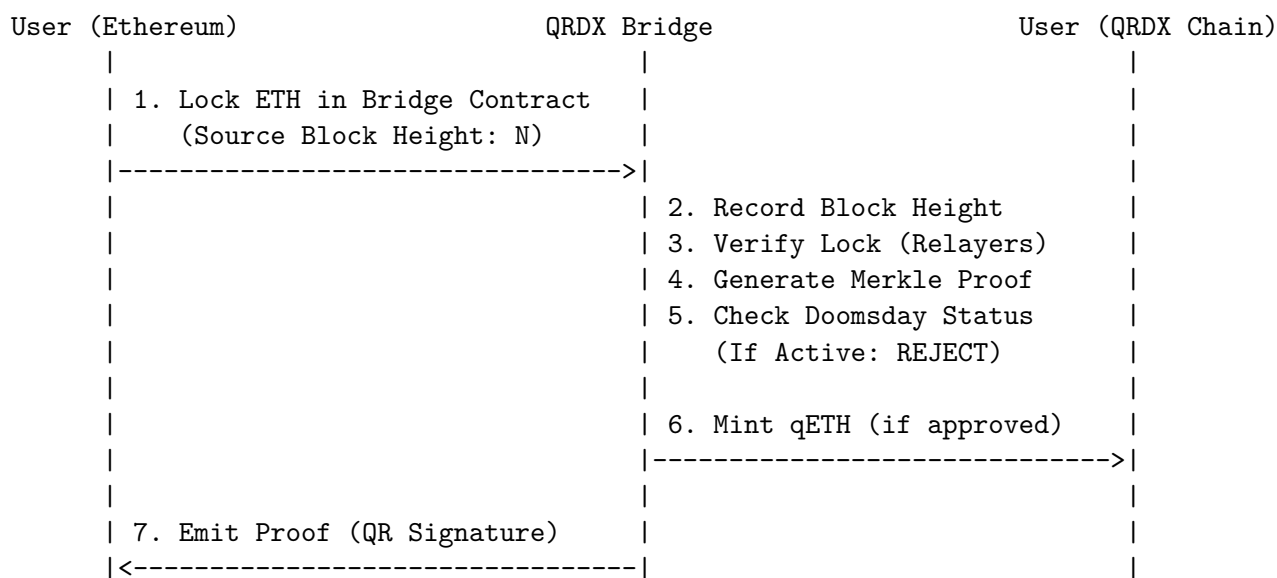 User (Ethereum) QRDX Bridge User (QRDX Chain)
1. Lock ETH in Bridge Contract
(Source Block Height: N)
2. Record Block Height
3. Verify Lock (Relayers)
4. Generate Merkle Proof
5. Check Doomsday Status
(If Active: REJECT)
6. Mint qETH (if approved)
7. Emit Proof (QR Signature)